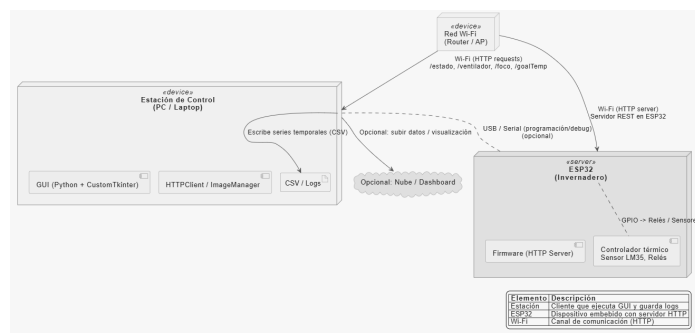 «device»
Red Wi-Fi
(Router / AP)
Wi-Fi (HTTP requests)
/estado, /ventilador, /foco, /goalTemp
«device»
Estación de Control
(PC / Laptop)
Wi-Fi (HTTP server)
Servidor REST en ESP32
Escribe series temporales (CSV)
Opcional: subir datos / visualización
USB / Serial (programación/debug)
(opcional)
«server»
ESP32
(Invernadero)
GUI (Python + CustomTkinter)
HTTPClient / ImageManager
CSV / Logs
Opcional: Nube / Dashboard
GPIO -> Relés / Sensore
Firmware (HTTP Server)
Controlador térmico
Sensor LM35, Relés
Elemento Descripción
Estación Cliente que ejecuta GUI y guarda logs
ESP32 Dispositivo embebido con servidor HTTP
Wi-Fi Canal de comunicación (HTTP)